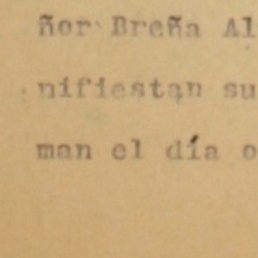 ñor Breña Al
nifiestan su
man el día o